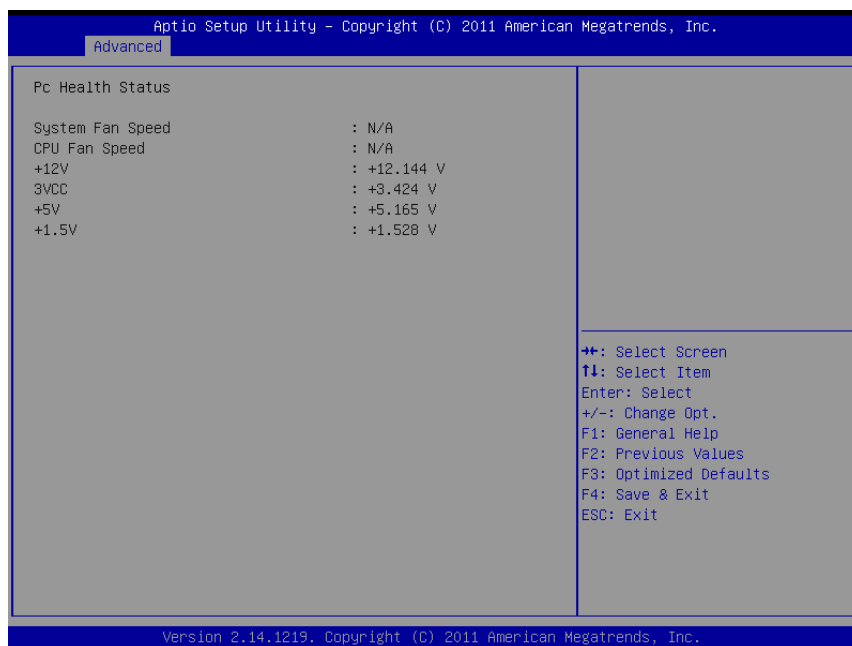 Aptio Setup Utility – Copyright (C) 2011 American Megatrends, Inc.
Advanced
Pc Health Status
System Fan Speed : N/A
CPU Fan Speed : N/A
+12V : +12.144 V
3VCC : +3.424 V
+5V : +5.165 V
+1.5V : +1.528 V
→←: Select Screen
↑↓: Select Item
Enter: Select
+/-: Change Opt.
F1: General Help
F2: Previous Values
F3: Optimized Defaults
F4: Save & Exit
ESC: Exit
Version 2.14.1219. Copyright (C) 2011 American Megatrends, Inc.